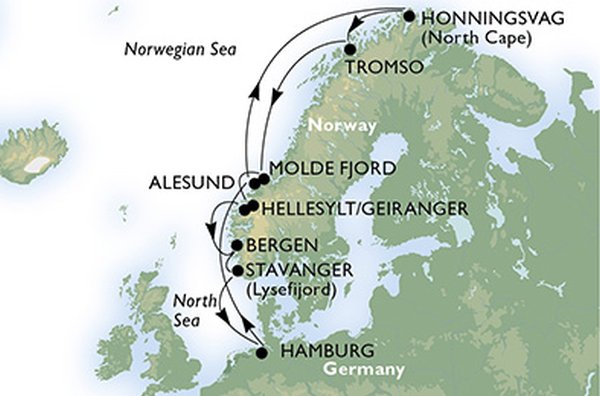 HONNINGSVAG
(North Cape)
Norwegian Sea
TROMSO
Norway
MOLDE FJORD
ALESUND
HELLESYLT/GEIRANGER
BERGEN
STAVANGER
(Lysefijord)
North
Sea
HAMBURG
Germany